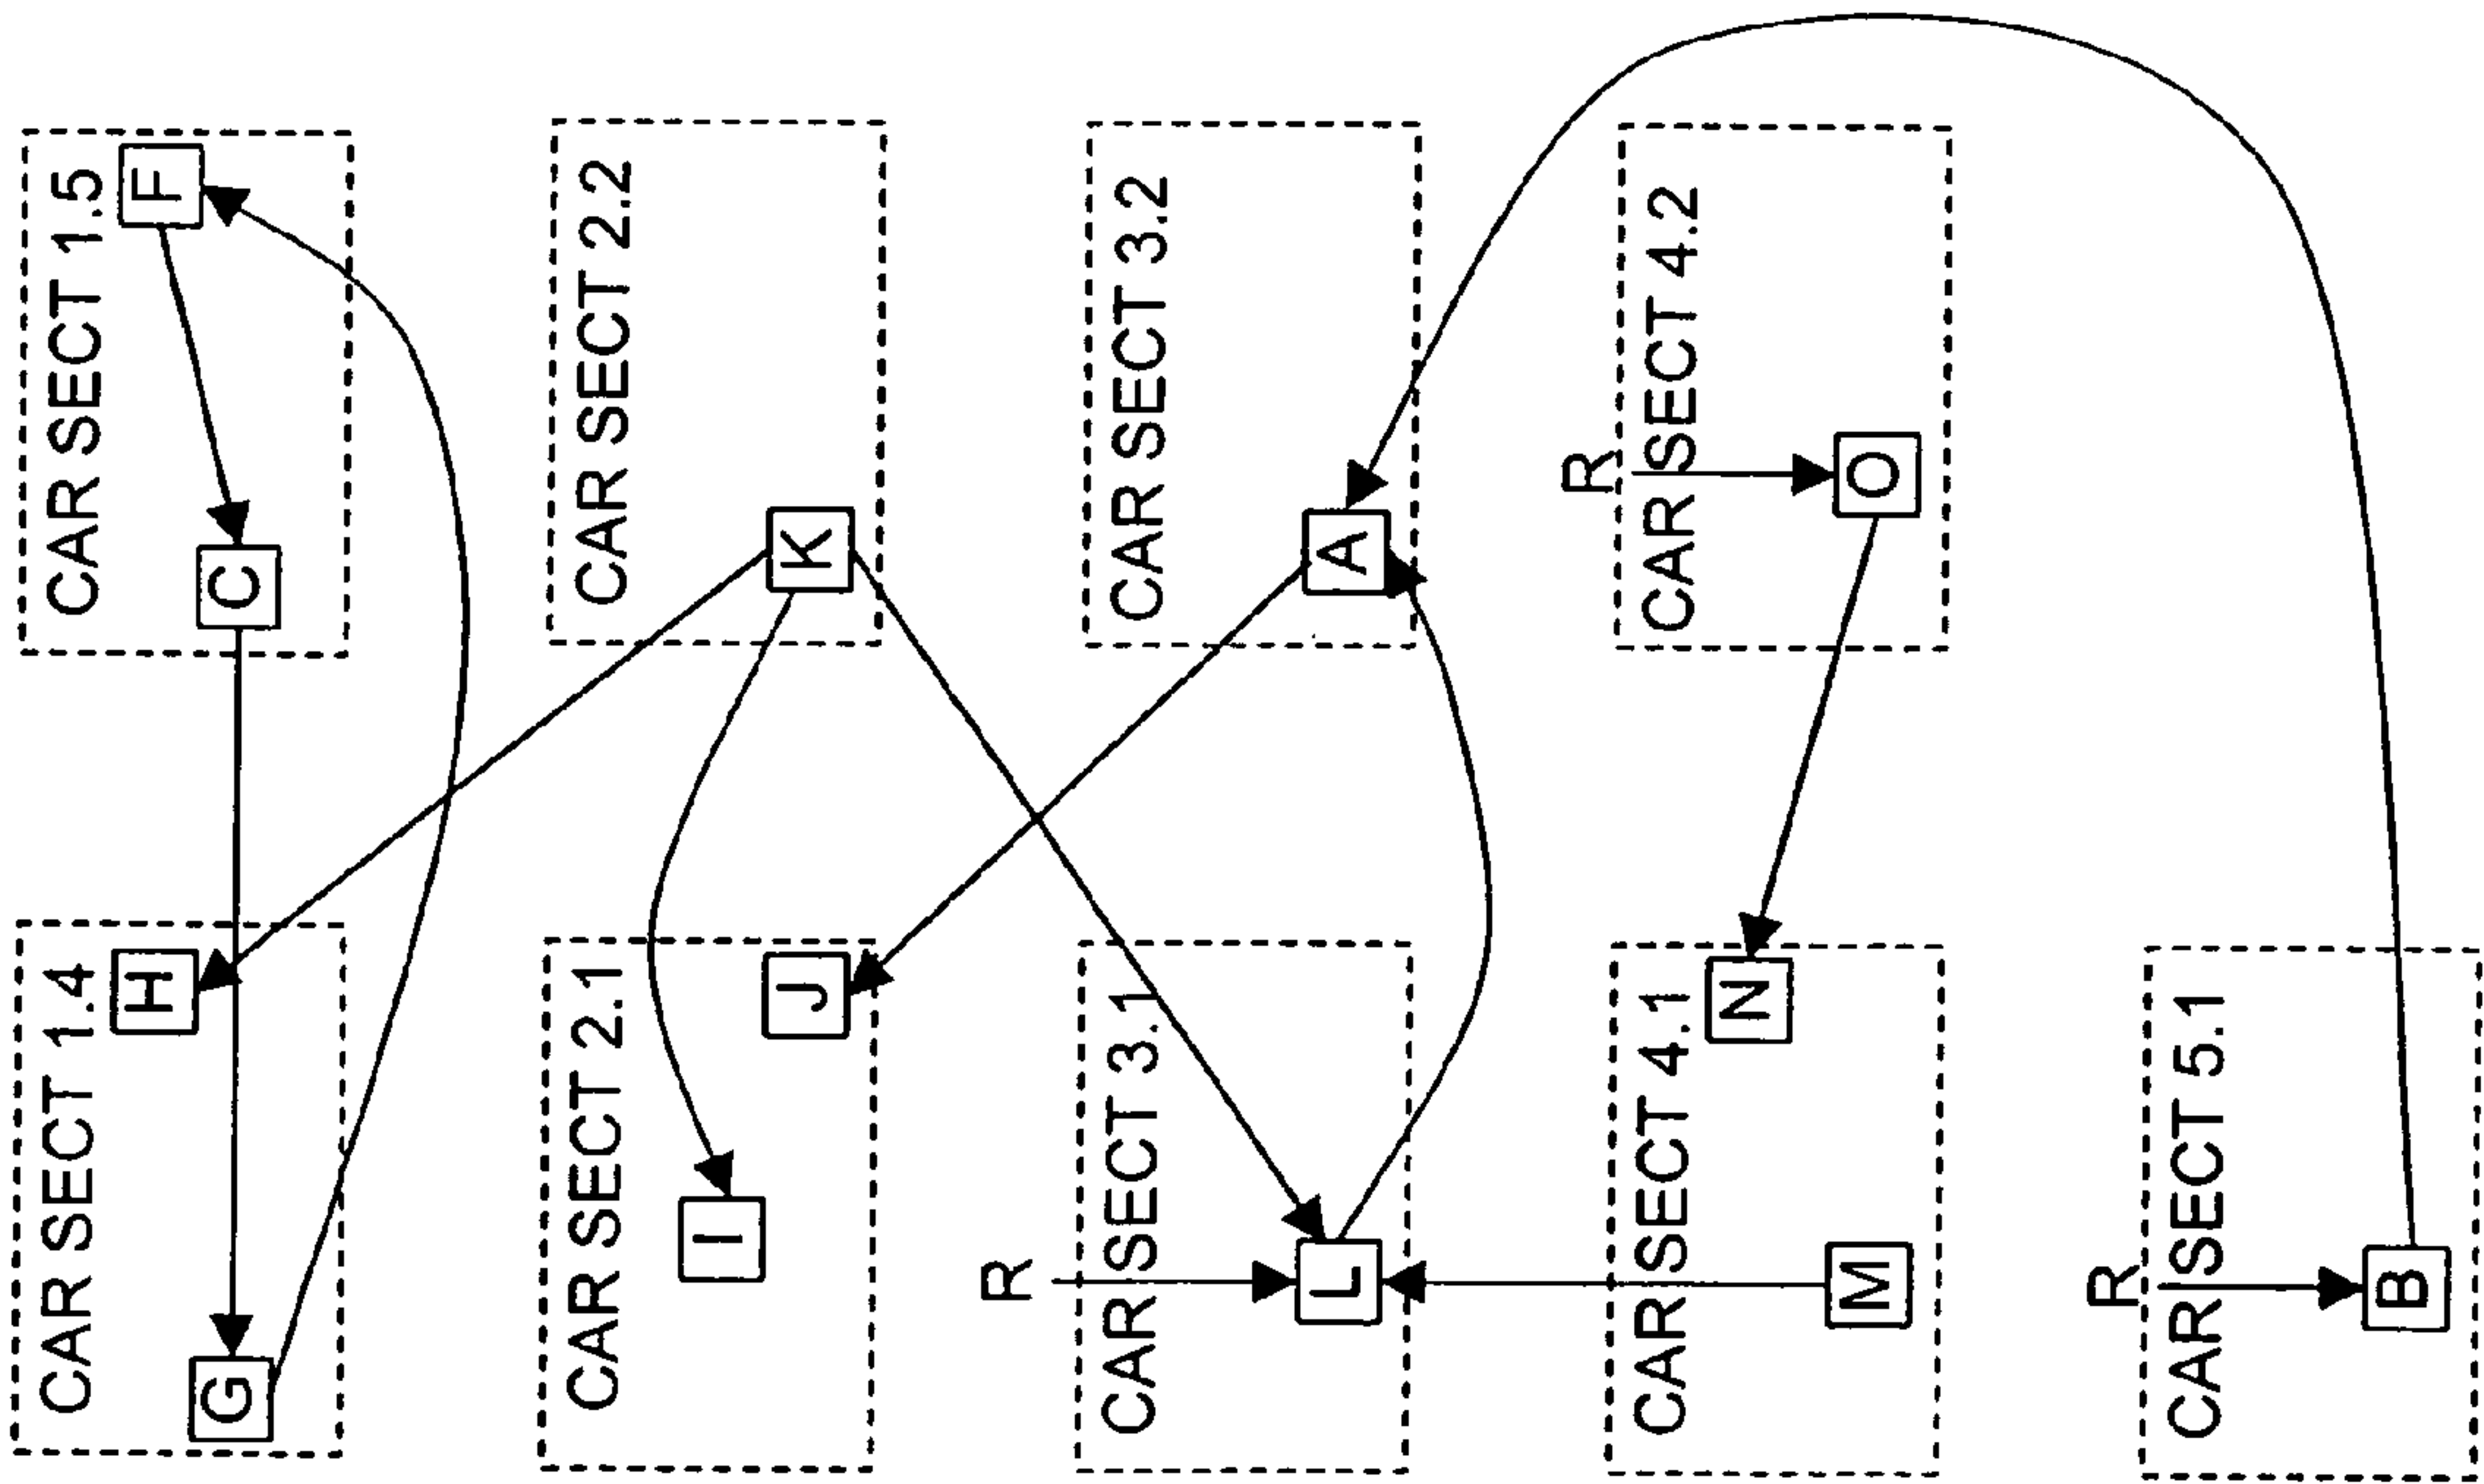 CAR SECT 1.4
CAR SECT 1.5
H
F
G
C
CAR SECT 2.1
CAR SECT 2.2
I
J
K
R
CAR SECT 3.1
CAR SECT 3.2
L
A
R
CAR SECT 4.1
CAR SECT 4.2
N
M
O
R
CAR SECT 5.1
B